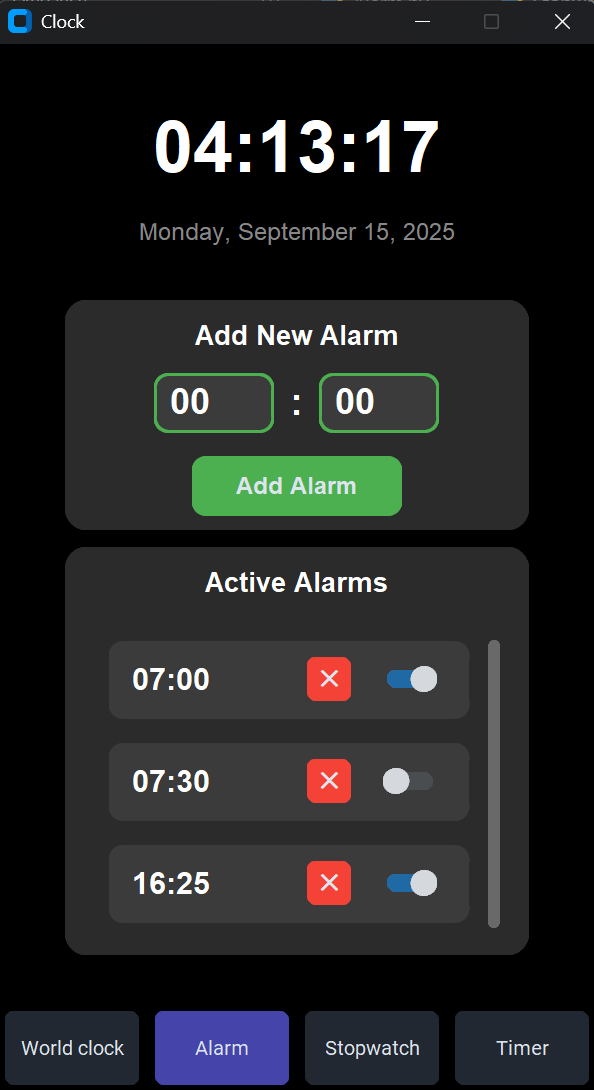 Clock
04:13:17
Monday, September 15, 2025
Add New Alarm
00 : 00
Add Alarm
Active Alarms
07:00
07:30
16:25
World clock Alarm Stopwatch Timer